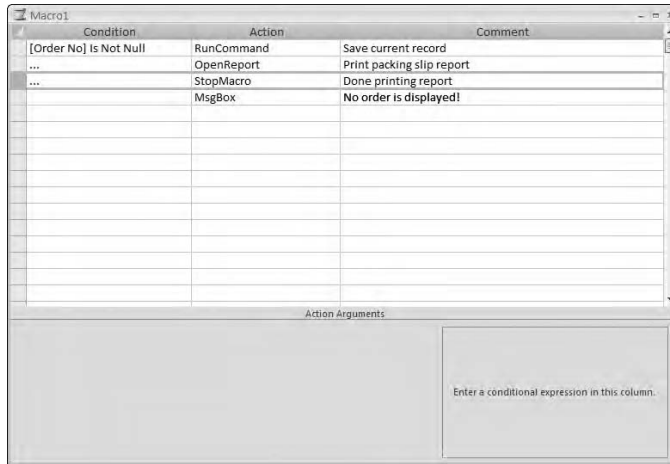 Macro1
Condition Action Comment
[Order No] Is Not Null RunCommand Save current record
... OpenReport Print packing slip report
... StopMacro Done printing report
MsgBox No order is displayed!
Action Arguments
Enter a conditional expression in this column.